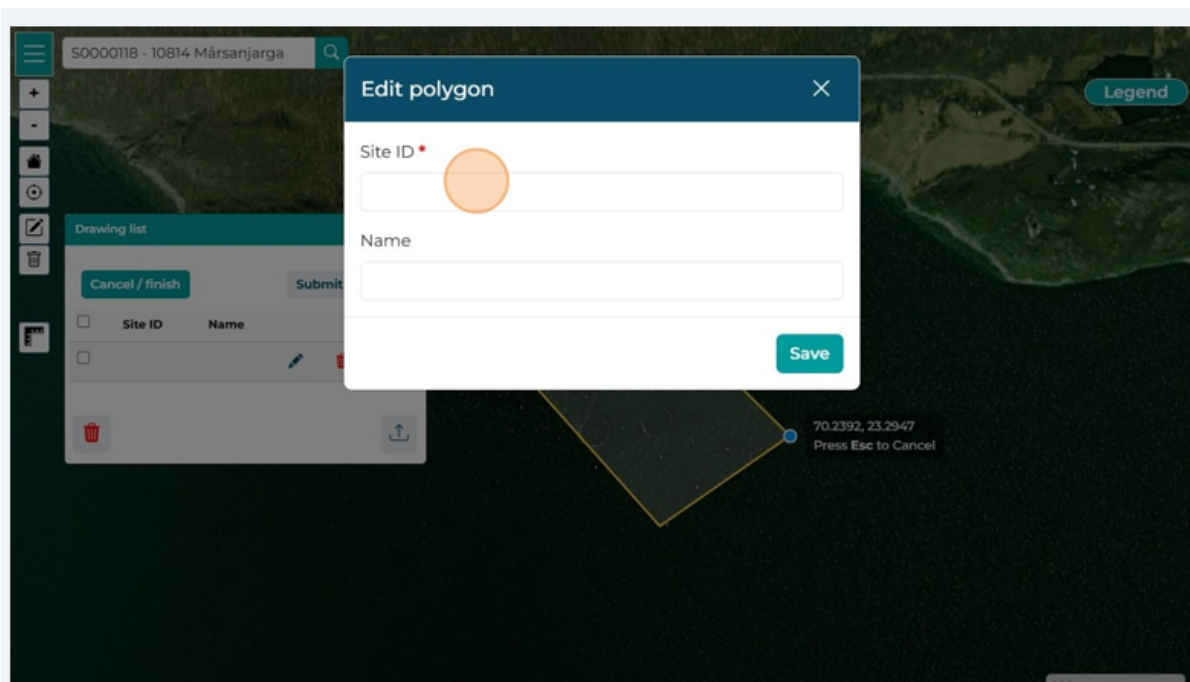 S0000118 - 10814 Mårsanjarga
Legend
+
-
Edit polygon
Site ID •
Name
Save
Drawing list
Cancel / finish
Submit
Site ID Name
70.2392, 23.2947
Press Esc to Cancel